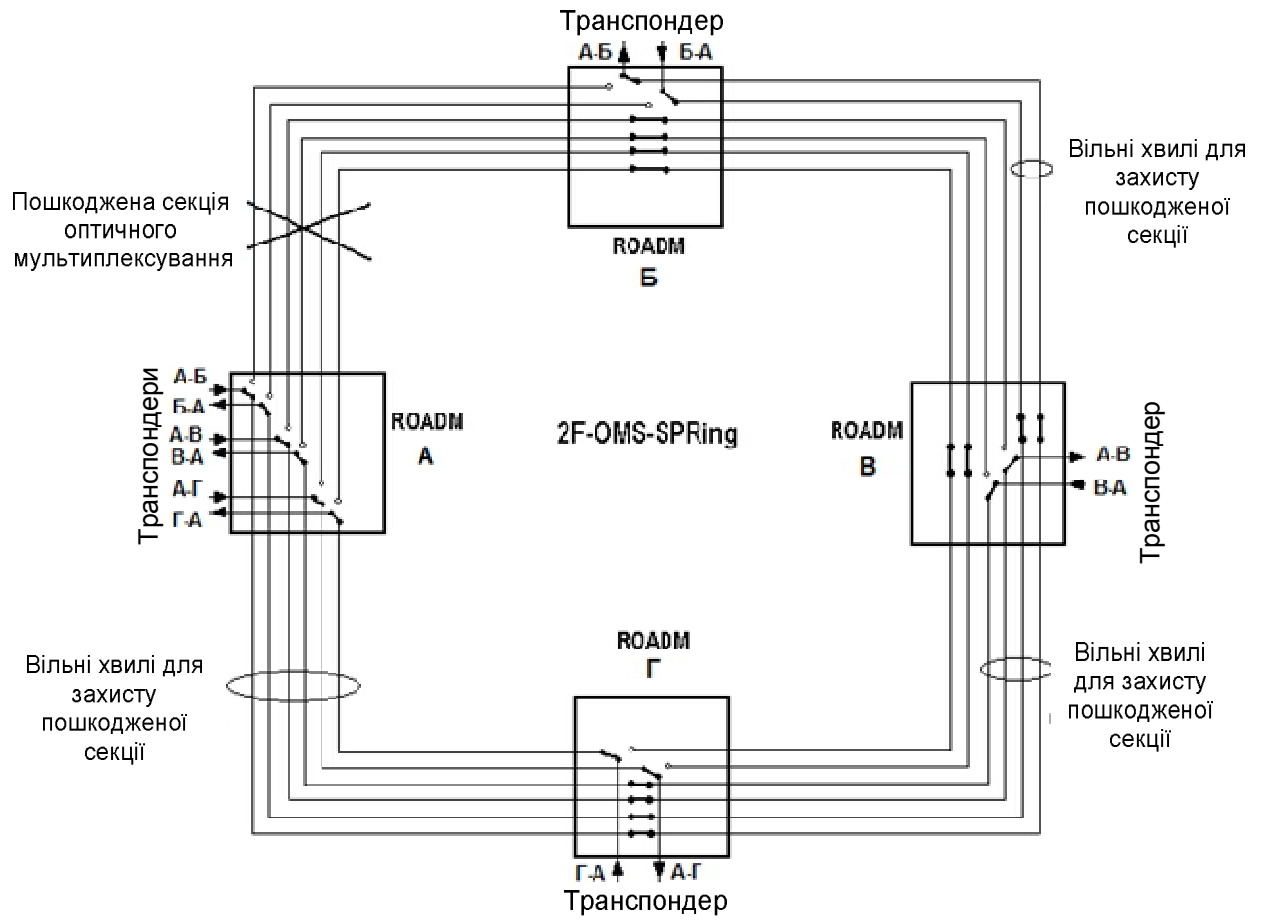 Транспондер
А-Б
Б-А
ROADM
Б
Вільні хвилі для
захисту
пошкодженої
секції
Пошкоджена секція
оптичного
мультиплексування
Транспондери
А-Б
Б-А
А-В
В-А
А-Г
Г-А
ROADM
А
2F-OMS-SPRing
ROADM
В
А-В
В-А
Транспондер
Вільні хвилі для
захисту
пошкодженої
секції
ROADM
Г
Вільні хвилі
для захисту
пошкодженої
секції
Г-А
А-Г
Транспондер